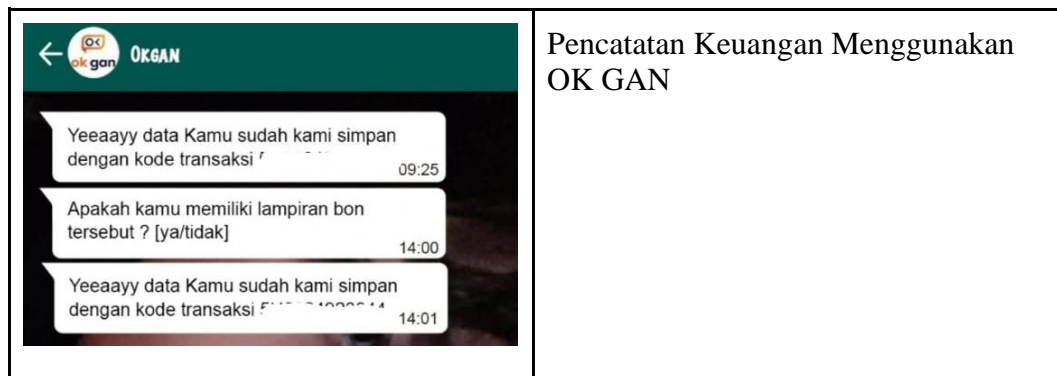 ok gan
OKGAN
Yeeaayy data Kamu sudah kami simpan
dengan kode transaksi
09:25
Apakah kamu memiliki lampiran bon
tersebut ? [ya/tidak]
14:00
Yeeaayy data Kamu sudah kami simpan
dengan kode transaksi
14:01
Pencatatan Keuangan Menggunakan
OK GAN